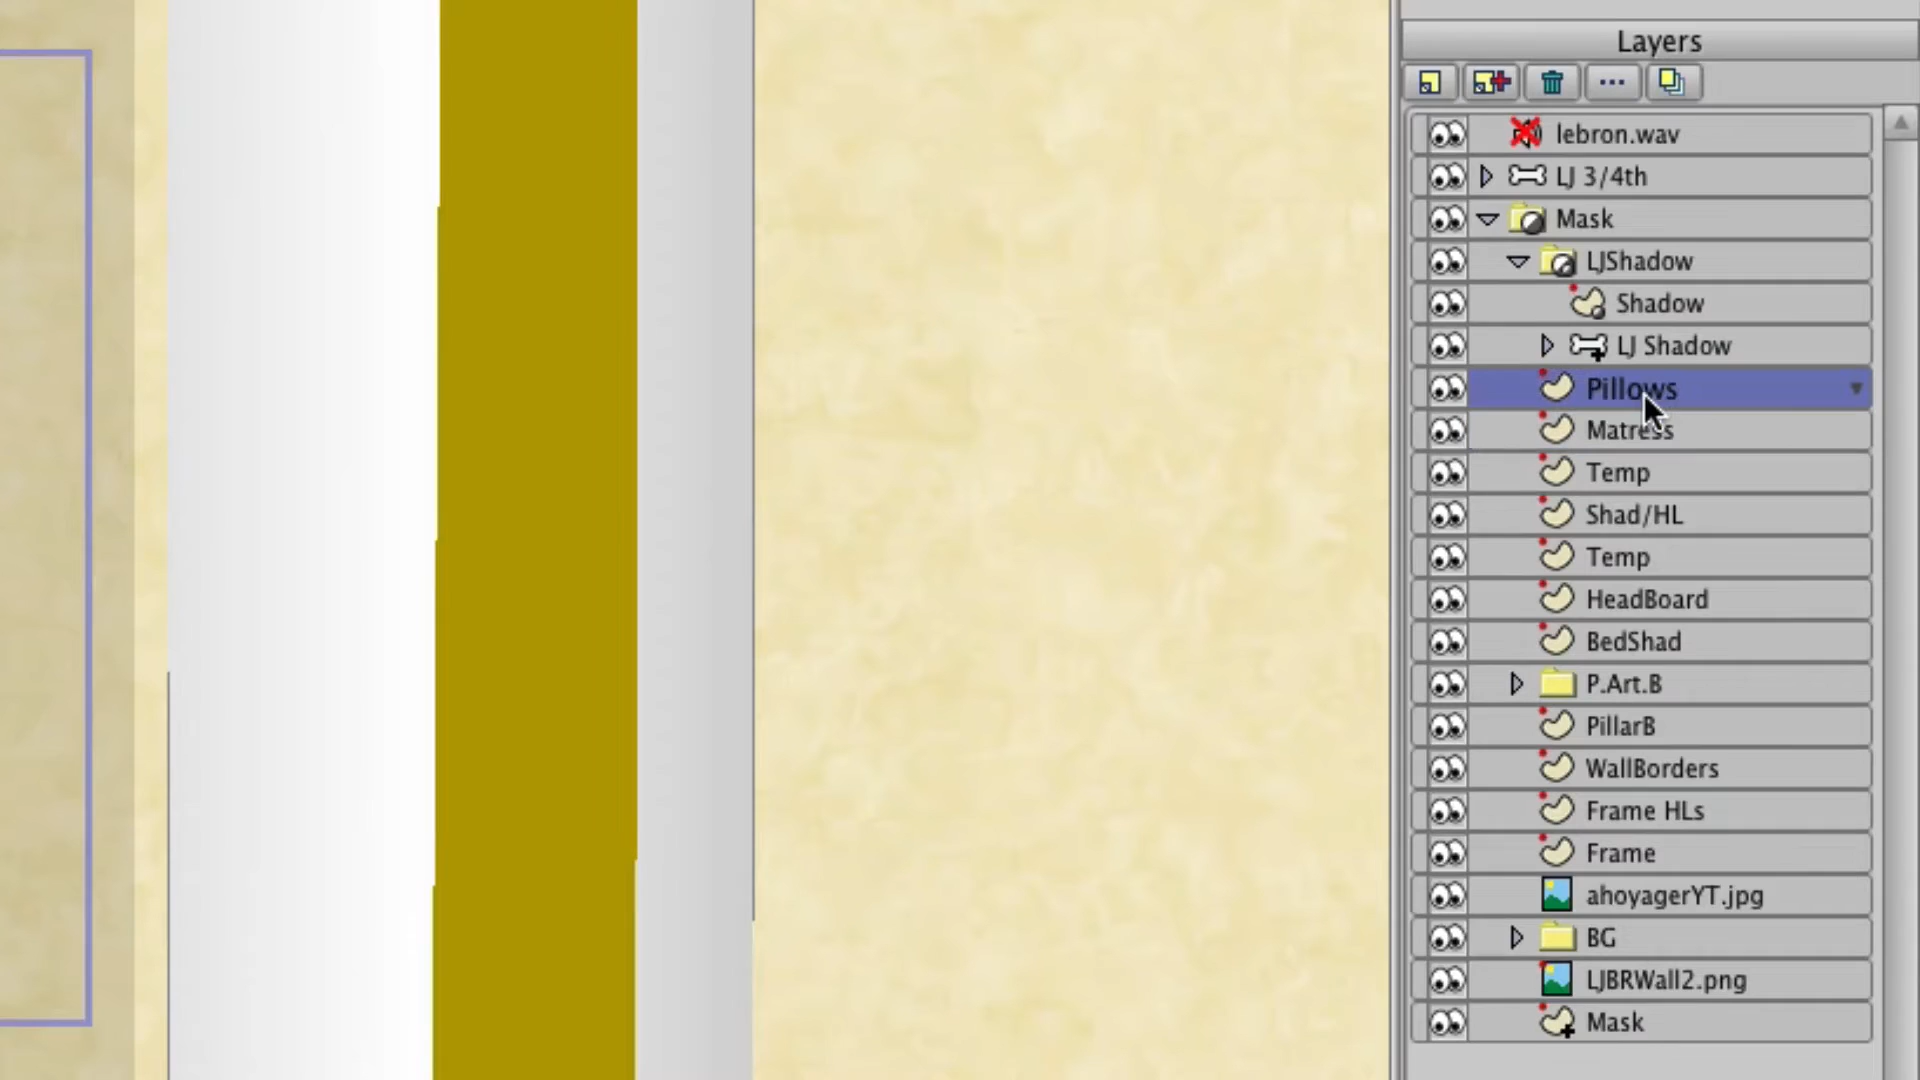 Layers
lebron.wav
LJ 3/4th
Mask
LJShadow
Shadow
LJ Shadow
Pillows
Matress
Temp
Shad/HL
Temp
HeadBoard
BedShad
P.Art.B
PillarB
WallBorders
Frame HLs
Frame
ahoyagerYT.jpg
BG
LJBRWall2.png
Mask